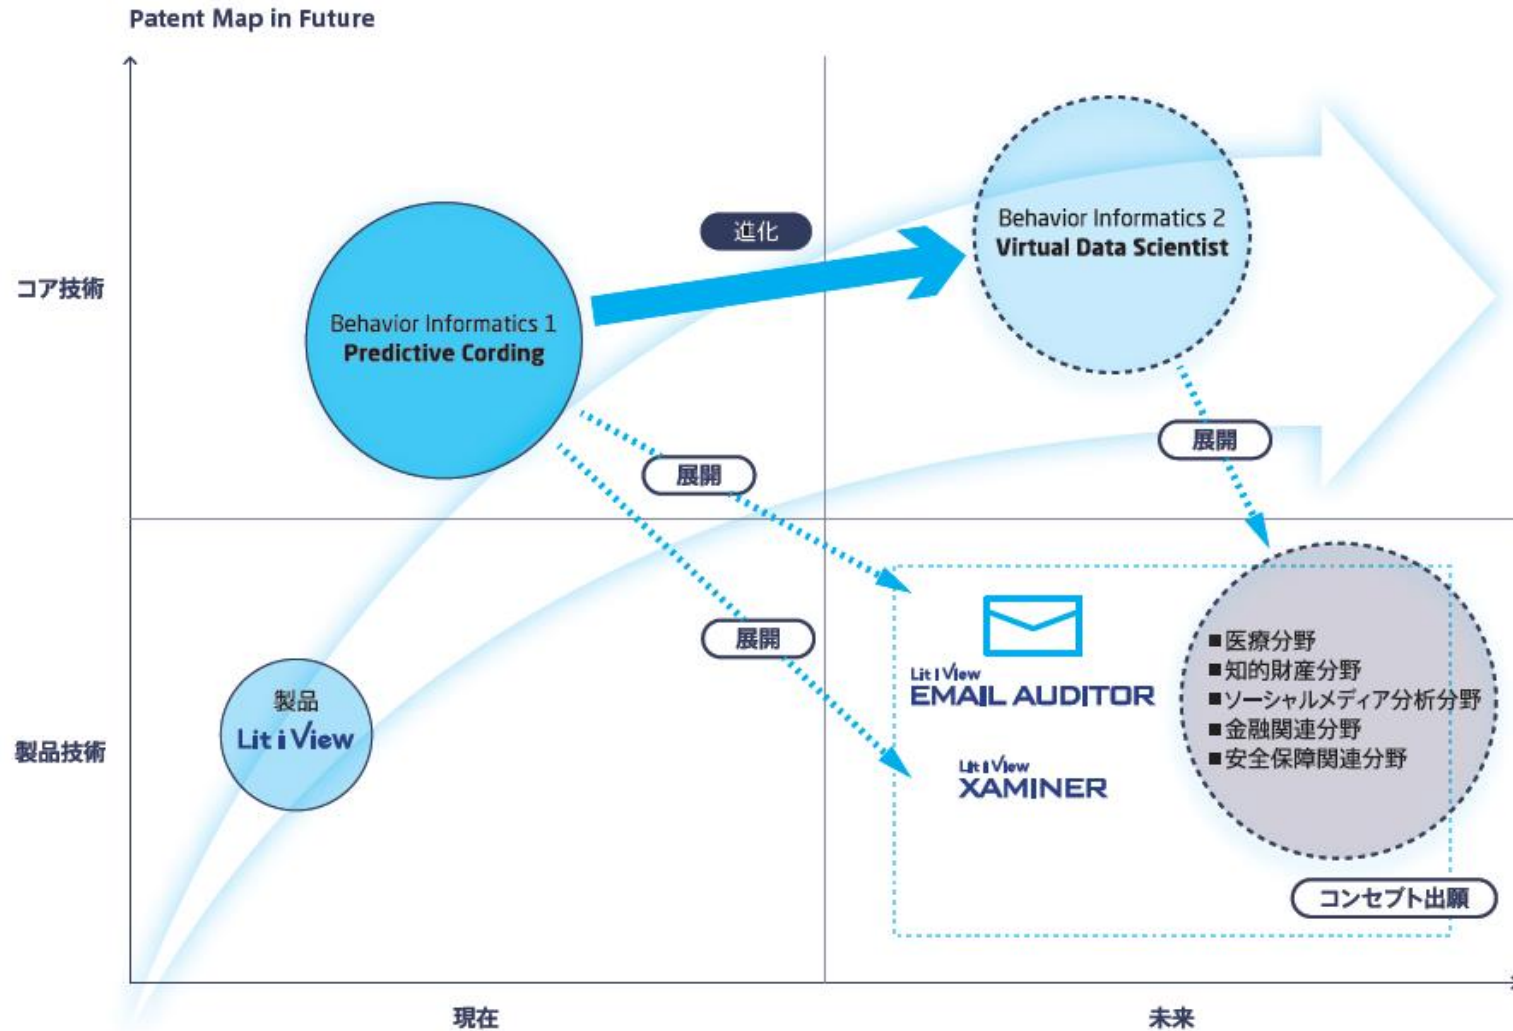 Patent Map in Future
進化
Behavior Informatics 2
Virtual Data Scientist
コア技術
Behavior Informatics 1
Predictive Cording
展開
展開
展開
製品
Lit i View
製品技術
Lit i View
EMAIL AUDITOR
Lit i View
XAMINER
■医療分野
■知的財産分野
■ソーシャルメディア分析分野
■金融関連分野
■安全保障関連分野
コンセプト出願
現在
未来